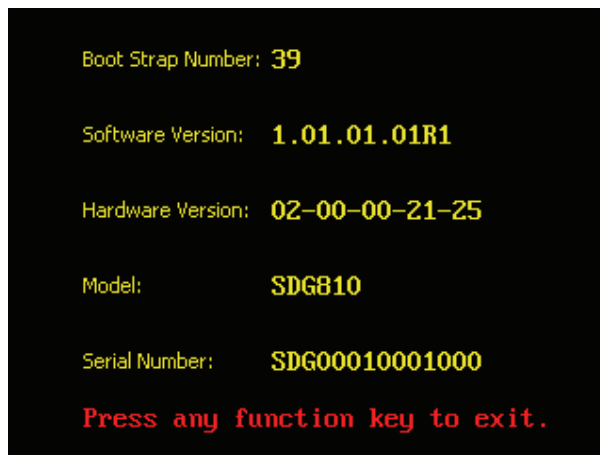 Boot Strap Number: 39
Software Version: 1.01.01.01R1
Hardware Version: 02-00-00-21-25
Model: SDG810
Serial Number: SDG00010001000
Press any function key to exit.